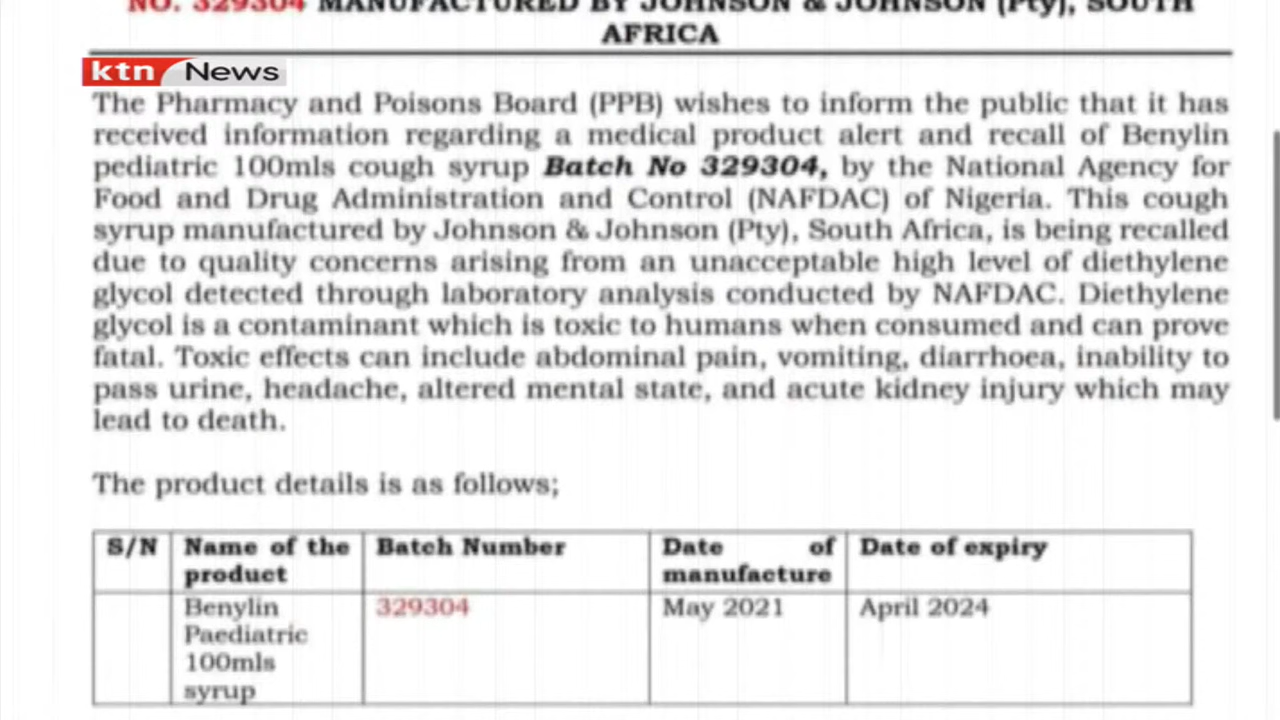 NO. 329304 MANUFACTURED BY JOHNSON & JOHNSON (Pty), SOUTH
AFRICA
ktn News
The Pharmacy and Poisons Board (PPB) wishes to inform the public that it has
received information regarding a medical product alert and recall of Benylin
pediatric 100mls cough syrup Batch No 329304, by the National Agency for
Food and Drug Administration and Control (NAFDAC) of Nigeria. This cough
syrup manufactured by Johnson & Johnson (Pty), South Africa, is being recalled
due to quality concerns arising from an unacceptable high level of diethylene
glycol detected through laboratory analysis conducted by NAFDAC. Diethylene
glycol is a contaminant which is toxic to humans when consumed and can prove
fatal. Toxic effects can include abdominal pain, vomiting, diarrhoea, inability to
pass urine, headache, altered mental state, and acute kidney injury which may
lead to death.
The product details is as follows;
S/N Name of the Batch Number Date of Date of expiry
product manufacture
Benylin 329304 May 2021 April 2024
Paediatric
100mls
syrup